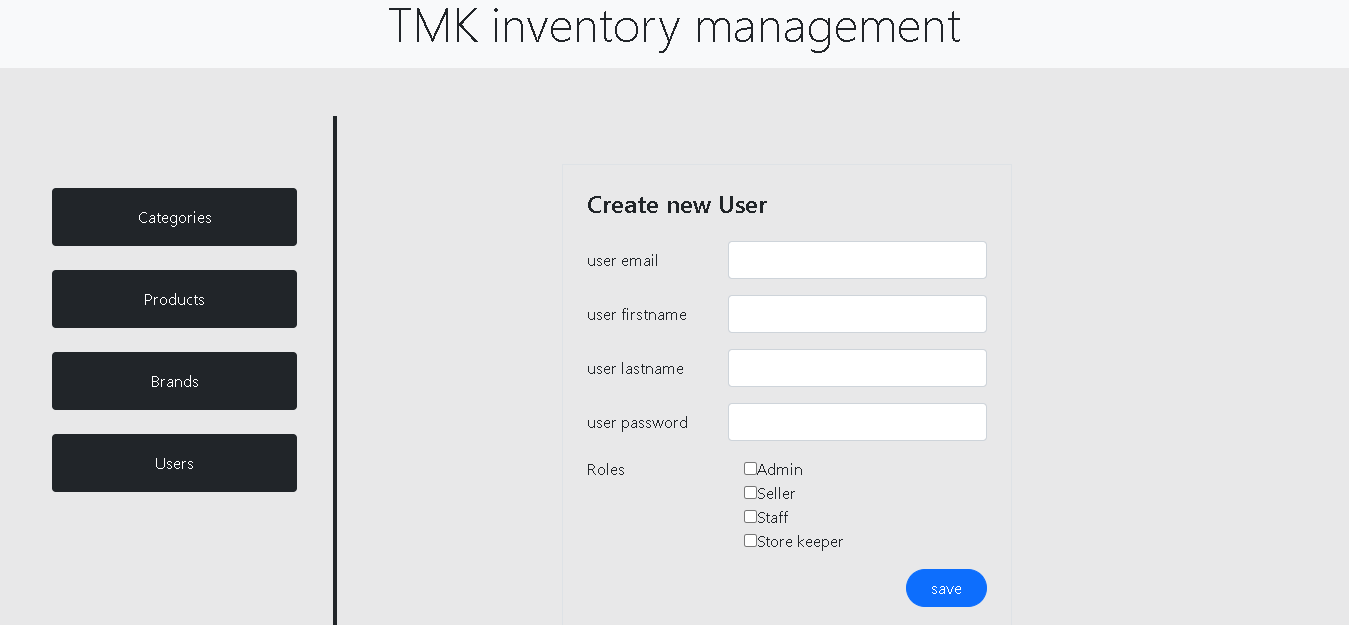 TMK inventory management
Categories
Products
Brands
Users
Create new User
user email
user firstname
user lastname
user password
Roles
Admin
Seller
Staff
Store keeper
save